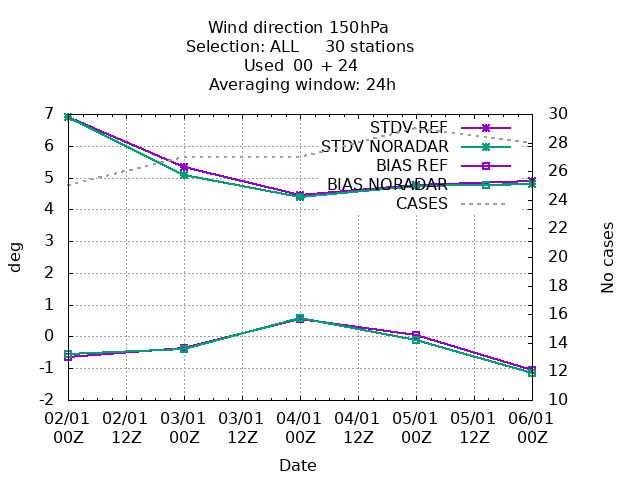 Wind direction 150hPa
Selection: ALL 30 stations
Used 00 + 24
Averaging window: 24h
7 30
STDV REF
6 28
STDV NORADAR
BIAS REF
5 26
BIAS NORADAR
4 24
CASES
3 22
deg
No cases
2 20
18
1 16
0 14
-1 12
-2 10
02/01 02/01 03/01 03/01 04/01 04/01 05/01 05/01 06/01
00Z 12Z 00Z 12Z 00Z 12Z 00Z 12Z 00Z
Date